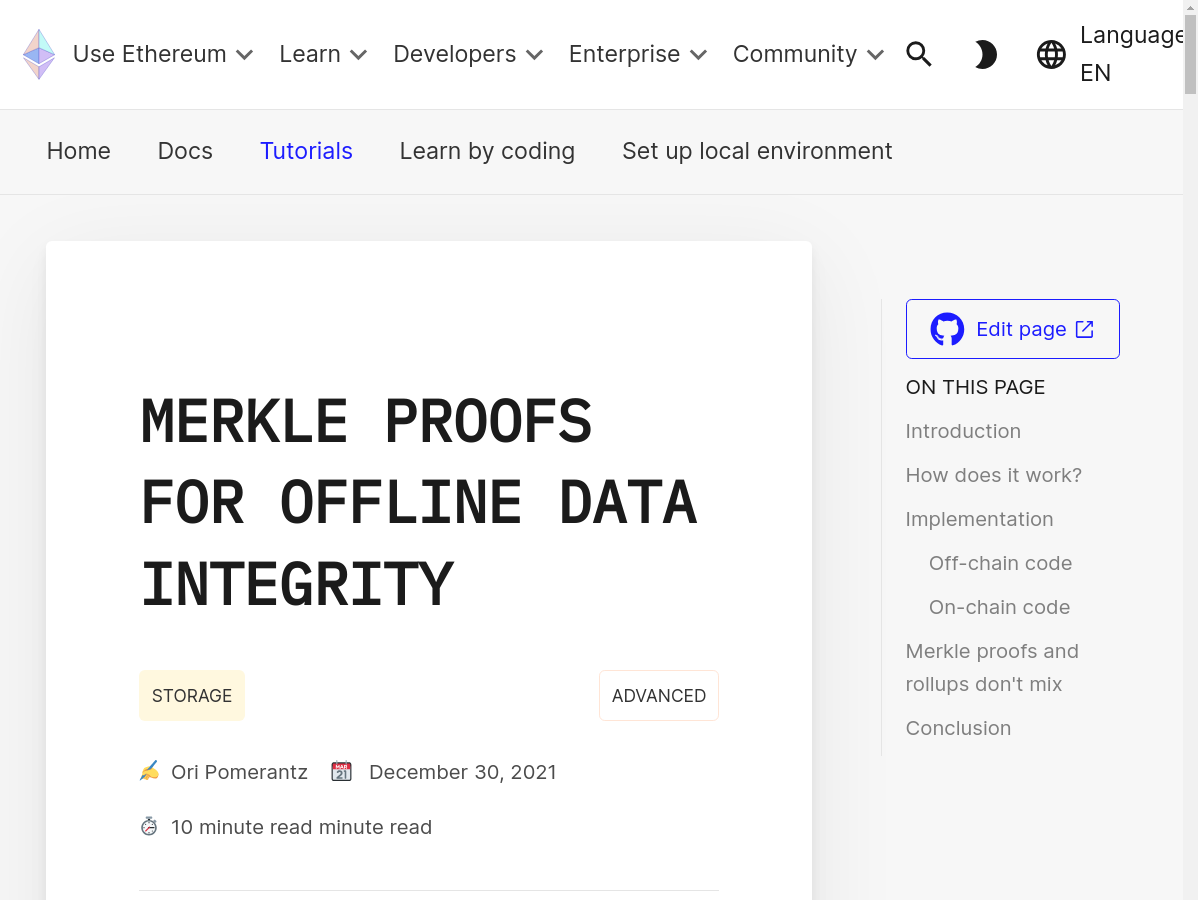 Use Ethereum Learn Developers Enterprise Community Language
EN
Home Docs Tutorials Learn by coding Set up local environment
MERKLE PROOFS
FOR OFFLINE DATA
INTEGRITY
STORAGE
ADVANCED
Ori Pomerantz December 30, 2021
10 minute read minute read
Edit page
ON THIS PAGE
Introduction
How does it work?
Implementation
Off-chain code
On-chain code
Merkle proofs and
rollups don't mix
Conclusion